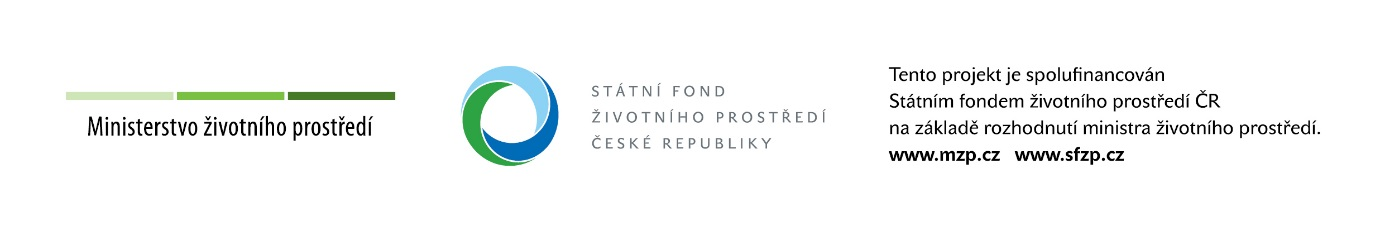 Ministerstvo životního prostředí
STÁTNÍ FOND
ŽIVOTNÍHO PROSTŘEDÍ
ČESKÉ REPUBLIKY
Tento projekt je spolufinancován
Státním fondem životního prostředí ČR
na základě rozhodnutí ministra životního prostředí.
www.mzp.cz www.sfzp.cz